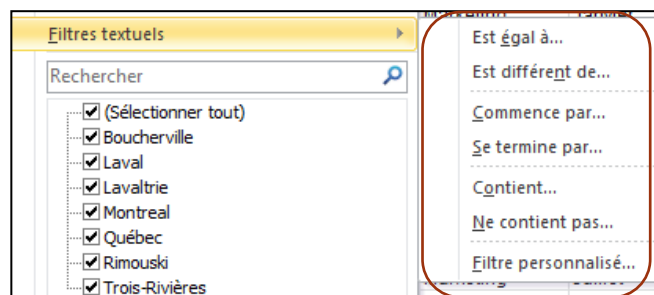 Filtres textuels
Rechercher
(Sélectionner tout)
Boucherville
Laval
Lavaltrie
Montreal
Québec
Rimouski
Trois-Rivières
Est égal à...
Est différent de...
Commence par...
Se termine par...
Contient...
Ne contient pas...
Filtre personnalisé...